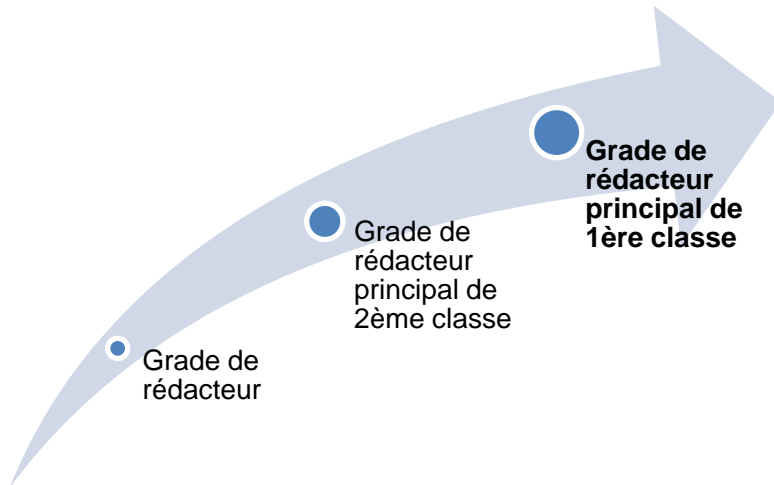 Grade de
rédacteur
Grade de
rédacteur
principal de
2ème classe
Grade de
rédacteur
principal de
1ère classe